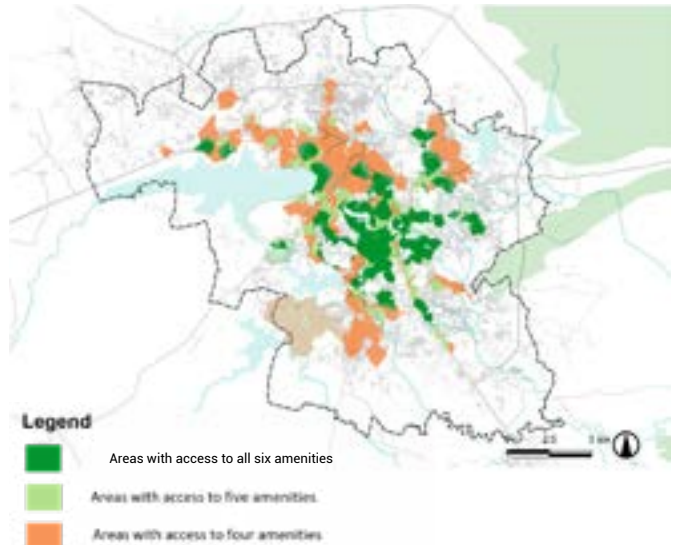 Legend
Areas with access to all six amenities
Areas with access to five amenities
Areas with access to four amenities